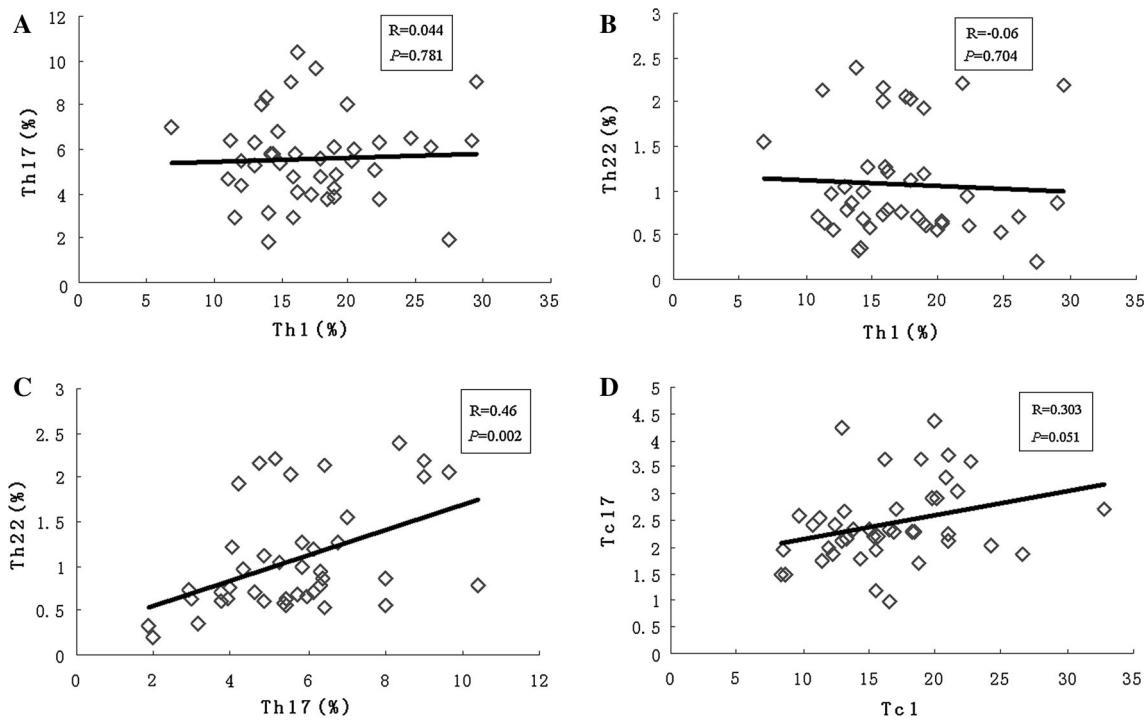 A
R=0.044
P=0.781
12
10
8
6
4
2
0
Th17(%)
0 5 10 15 20 25 30 35
Th1(%)
B
R=-0.06
P=0.704
3
2.5
2
1.5
1
0.5
0
Th22(%)
0 5 10 15 20 25 30 35
Th1(%)
C
R=0.46
P=0.002
3
2.5
2
1.5
1
0.5
0
Th22(%)
0 2 4 6 8 10 12
Th17(%)
D
R=0.303
P=0.051
5
4.5
4
3.5
3
2.5
2
1.5
1
0.5
0
Tc17
0 5 10 15 20 25 30 35
Tc1